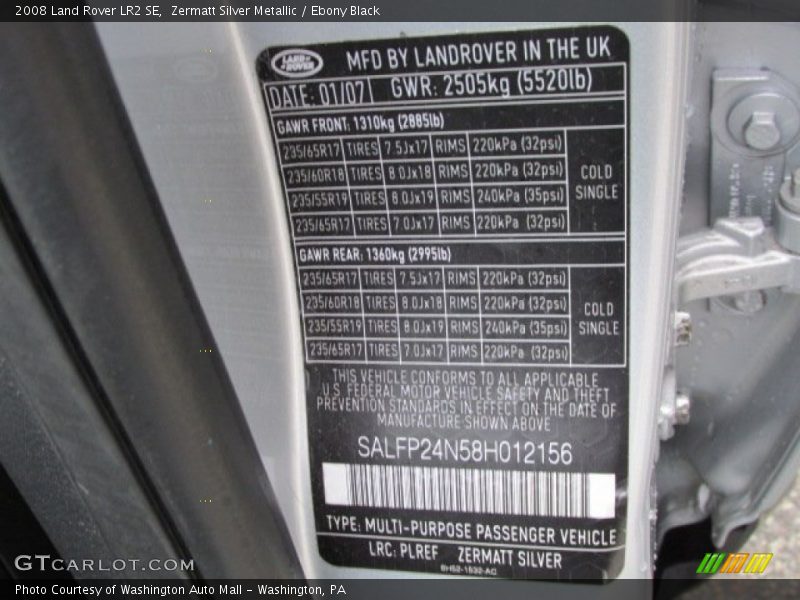 2008 Land Rover LR2 SE,  Zermatt Silver Metallic / Ebony Black
LAND ROVER
MFD BY LANDROVER IN THE UK
DATE: 01/07 GWR: 2505kg (5520lb)
GAWR FRONT: 1310kg (2885lb)
235/65R17 TIRES 7.5Jx17 RIMS 220kPa (32psi)
235/60R18 TIRES 8.0Jx18 RIMS 220kPa (32psi)
235/55R19 TIRES 8.0Jx19 RIMS 240kPa (35psi)
235/65R17 TIRES 7.0Jx17 RIMS 220kPa (32psi)
COLD
SINGLE
GAWR REAR: 1360kg (2995lb)
235/65R17 TIRES 7.5Jx17 RIMS 220kPa (32psi)
235/60R18 TIRES 8.0Jx18 RIMS 220kPa (32psi)
235/55R19 TIRES 8.0Jx19 RIMS 240kPa (35psi)
235/65R17 TIRES 7.0Jx17 RIMS 220kPa (32psi)
COLD
SINGLE
THIS VEHICLE CONFORMS TO ALL APPLICABLE
U.S. FEDERAL MOTOR VEHICLE SAFETY AND THEFT
PREVENTION STANDARDS IN EFFECT ON THE DATE OF
MANUFACTURE SHOWN ABOVE
SALFP24N58H012156
TYPE: MULTI-PURPOSE PASSENGER VEHICLE
LRC: PLREF ZERMATT SILVER
6H52-1532-AC
GTCARLOT.COM
Photo Courtesy of Washington Auto Mall - Washington, PA